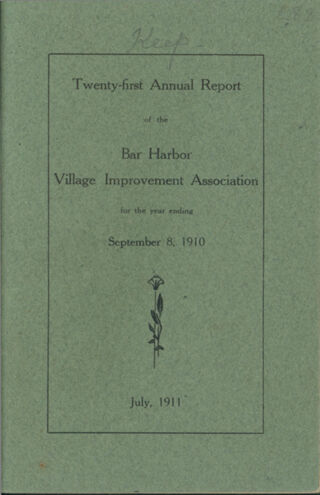 Keep
Twenty-first Annual Report
of the
Bar Harbor
Village Improvement Association
for the year ending
September 8, 1910
July, 1911